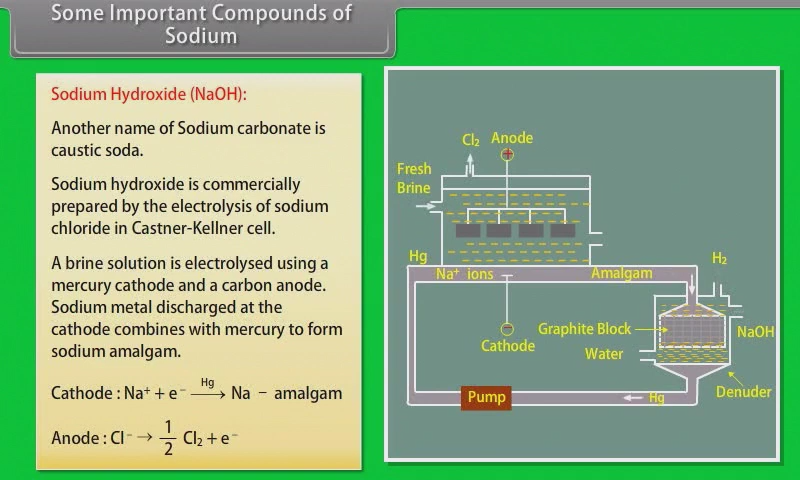 Some Important Compounds of
Sodium
Sodium Hydroxide (NaOH):
Another name of Sodium carbonate is
caustic soda.
Sodium hydroxide is commercially
prepared by the electrolysis of sodium
chloride in Castner-Kellner cell.
A brine solution is electrolysed using a
mercury cathode and a carbon anode.
Sodium metal discharged at the
cathode combines with mercury to form
sodium amalgam.
Cathode : Na⁺ + e⁻ —Hg→ Na – amalgam
Anode : Cl⁻ → 1/2 Cl₂ + e⁻
Cl₂ Anode
+
Fresh
Brine
Hg
Na⁺ ions
Amalgam
H₂
−
Cathode
Graphite Block
NaOH
Water
Denuder
Pump
Hg